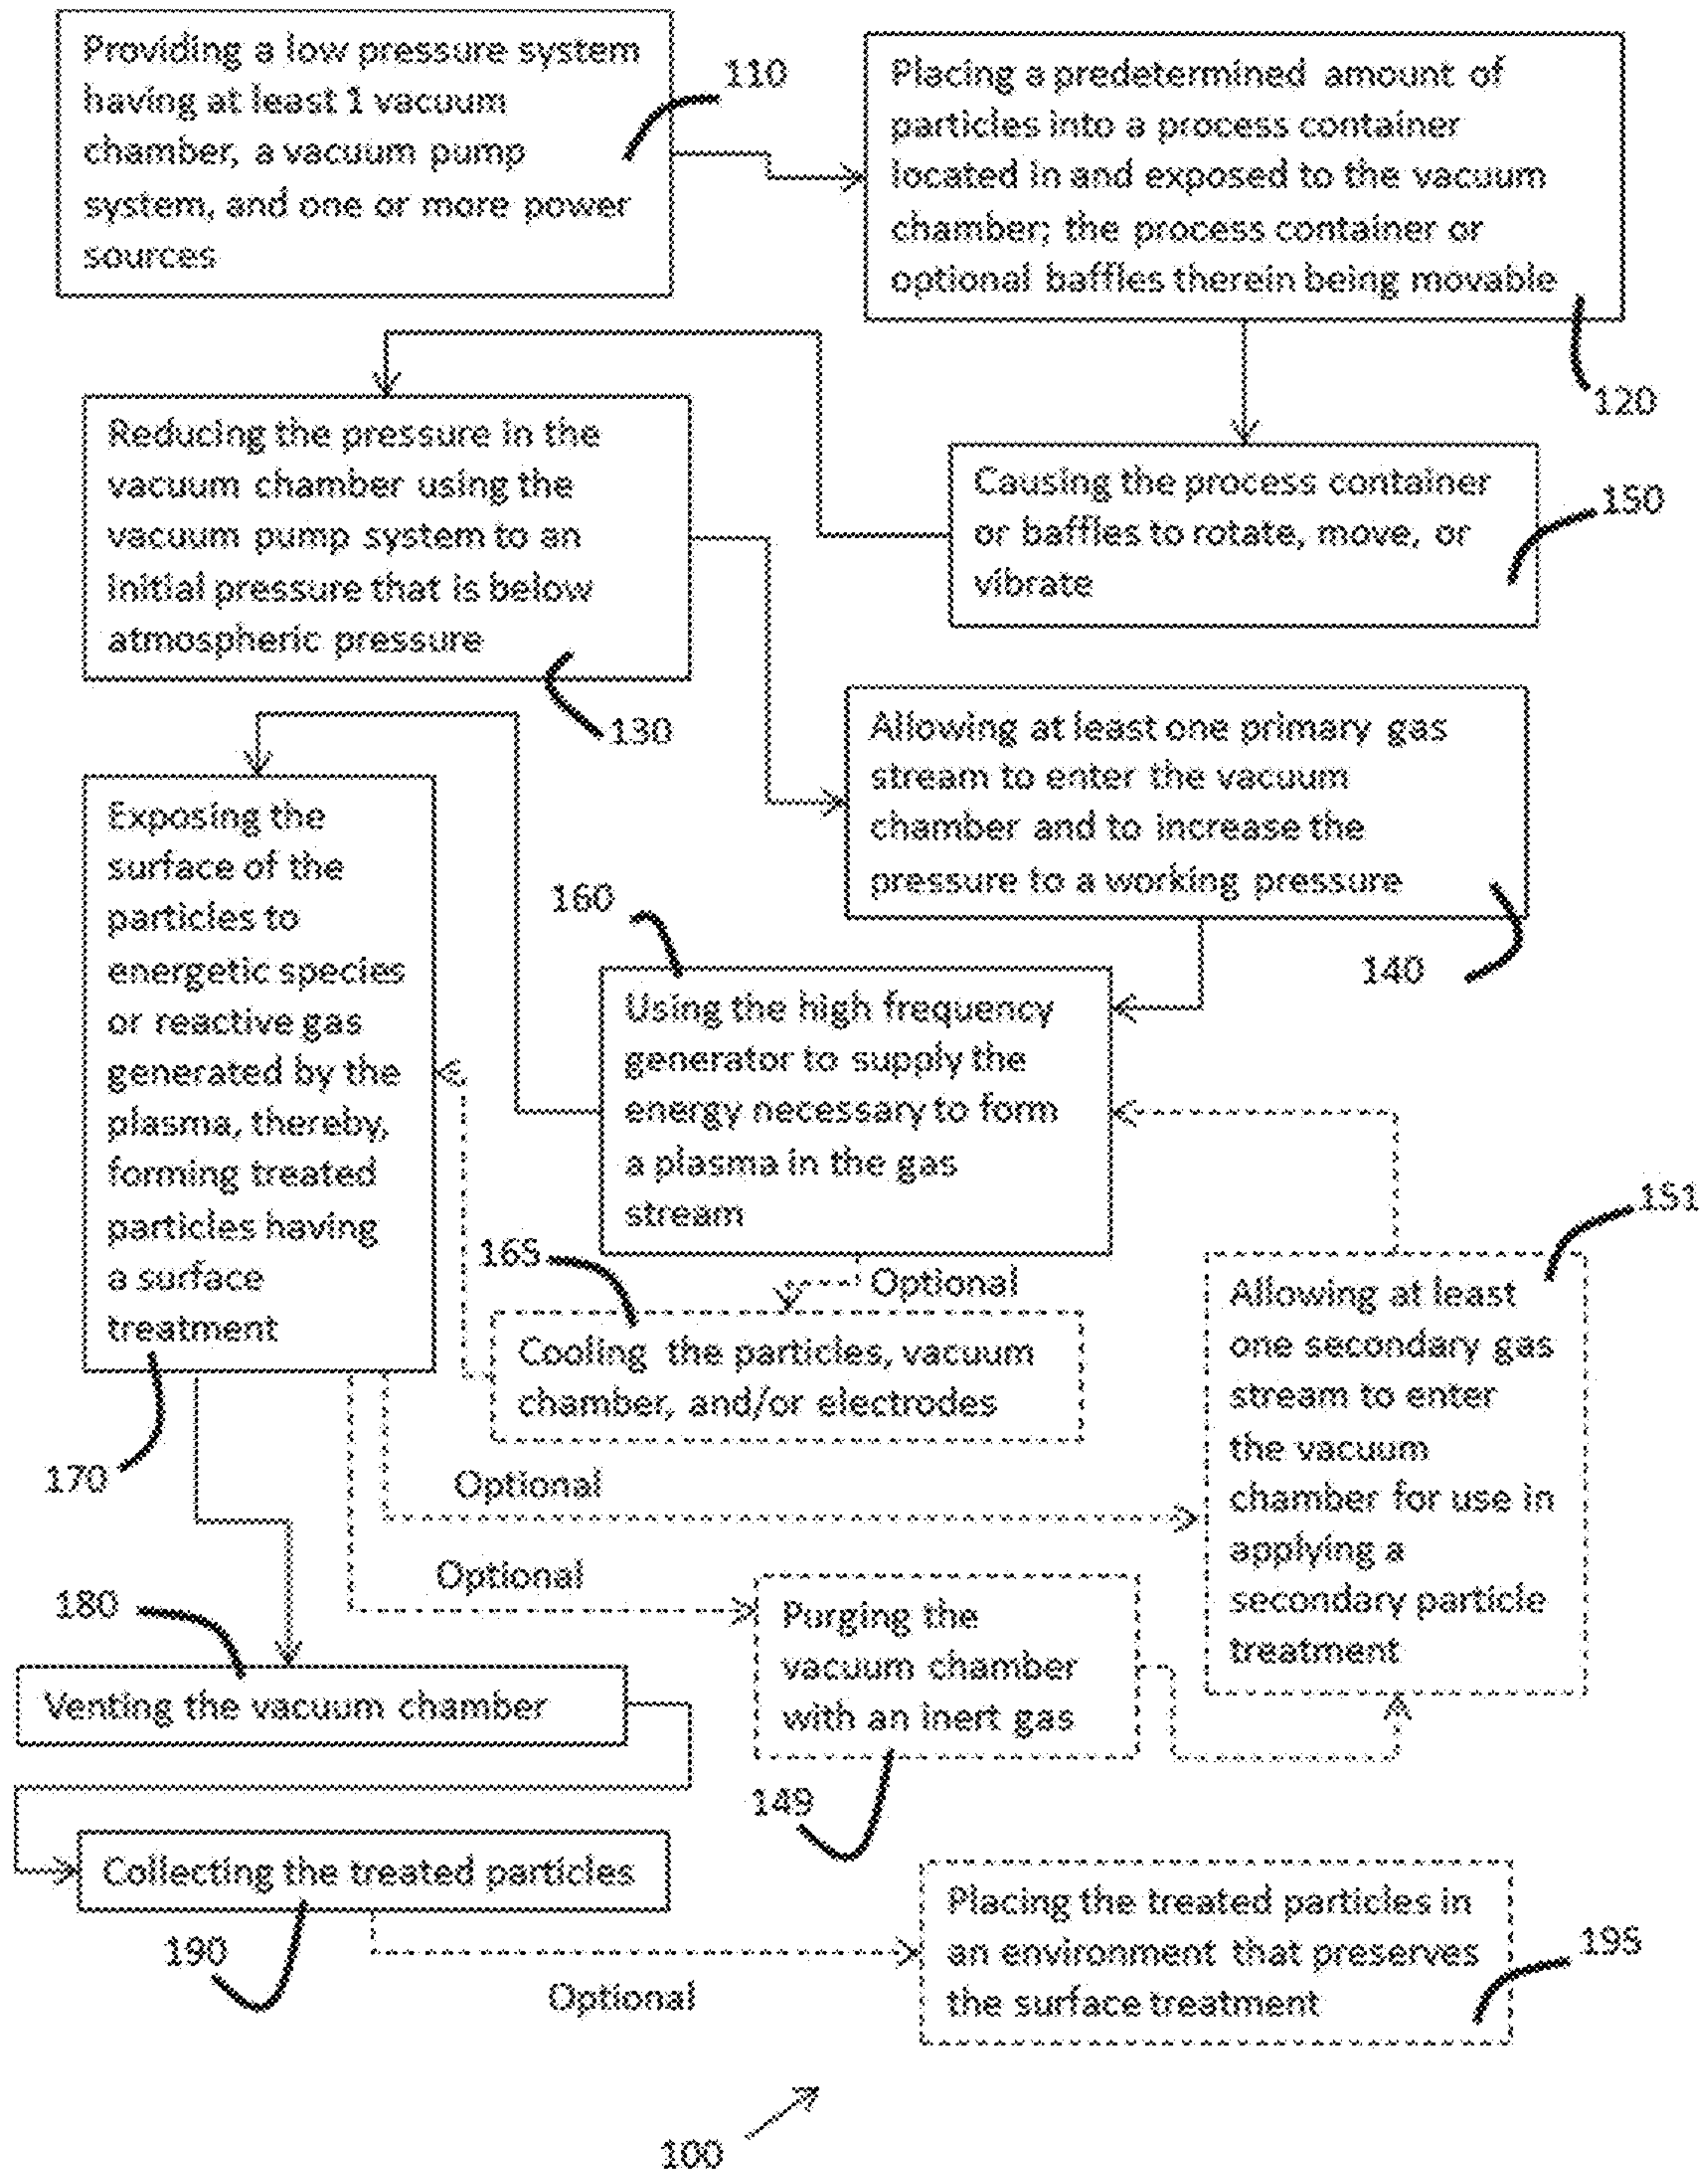 Providing a low pressure system
having at least 1 vacuum
chamber, a vacuum pump
system, and one or more power
sources
110
Placing a predetermined amount of
particles into a process container
located in and exposed to the vacuum
chamber; the process container or
optional baffles therein being movable
120
Reducing the pressure in the
vacuum chamber using the
vacuum pump system to an
initial pressure that is below
atmospheric pressure
130
Causing the process container
or baffles to rotate, move, or
vibrate
150
Allowing at least one primary gas
stream to enter the vacuum
chamber and to increase the
pressure to a working pressure
140
Exposing the
surface of the
particles to
energetic species
or reactive gas
generated by the
plasma, thereby,
forming treated
particles having
a surface
treatment
170
160
Using the high frequency
generator to supply the
energy necessary to form
a plasma in the gas
stream
165
Optional
Cooling the particles, vacuum
chamber, and/or electrodes
151
Allowing at least
one secondary gas
stream to enter
the vacuum
chamber for use in
applying a
secondary particle
treatment
Optional
Optional
180
Venting the vacuum chamber
Purging the
vacuum chamber
with an inert gas
149
Collecting the treated particles
190
Optional
Placing the treated particles in
an environment that preserves
the surface treatment
195
100